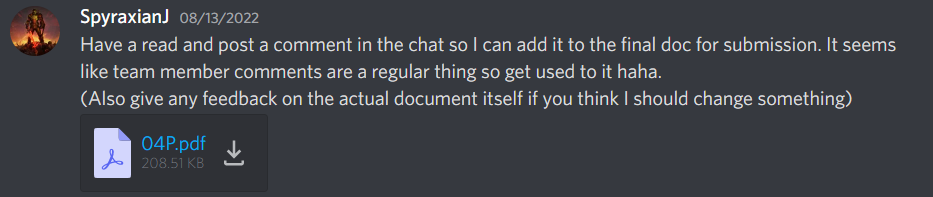 SpyraxianJ 08/13/2022
Have a read and post a comment in the chat so I can add it to the final doc for submission. It seems
like team member comments are a regular thing so get used to it haha.
(Also give any feedback on the actual document itself if you think I should change something)
04P.pdf
208.51 KB